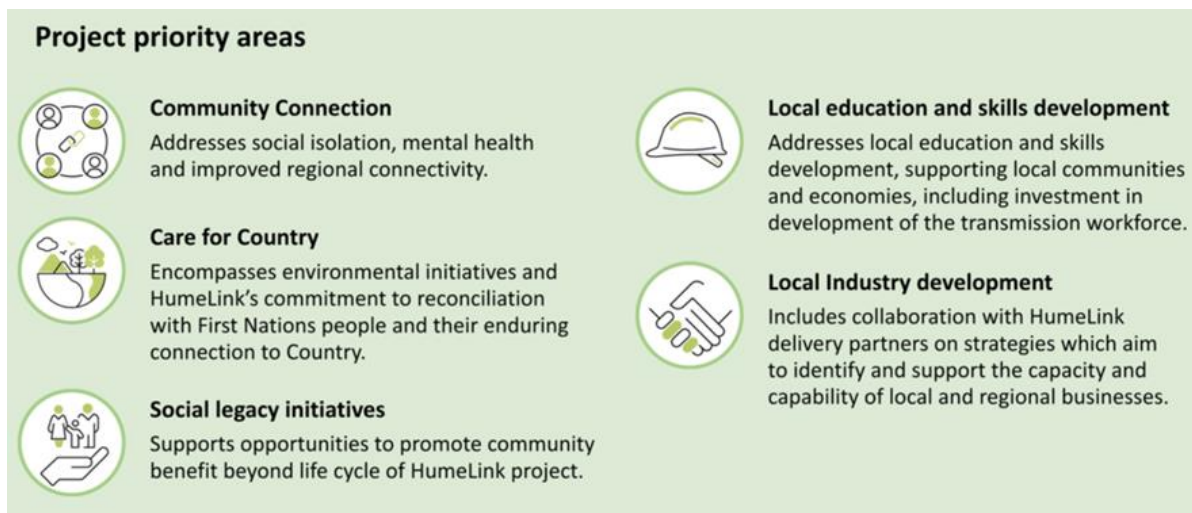 Project priority areas
Community Connection
Addresses social isolation, mental health
and improved regional connectivity.
Care for Country
Encompasses environmental initiatives and
HumeLink's commitment to reconciliation
with First Nations people and their enduring
connection to Country.
Social legacy initiatives
Supports opportunities to promote community
benefit beyond life cycle of HumeLink project.
Local education and skills development
Addresses local education and skills
development, supporting local communities
and economies, including investment in
development of the transmission workforce.
Local Industry development
Includes collaboration with HumeLink
delivery partners on strategies which aim
to identify and support the capacity and
capability of local and regional businesses.